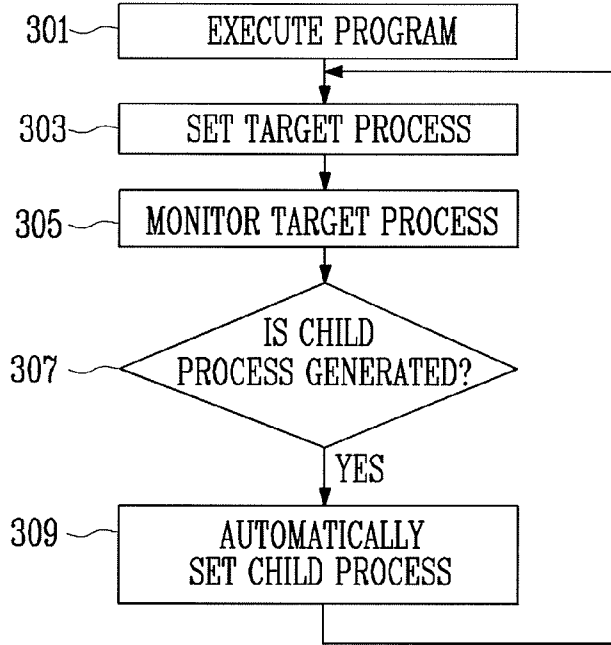 301
EXECUTE PROGRAM
303
SET TARGET PROCESS
305
MONITOR TARGET PROCESS
307
IS CHILD
PROCESS GENERATED?
YES
309
AUTOMATICALLY
SET CHILD PROCESS